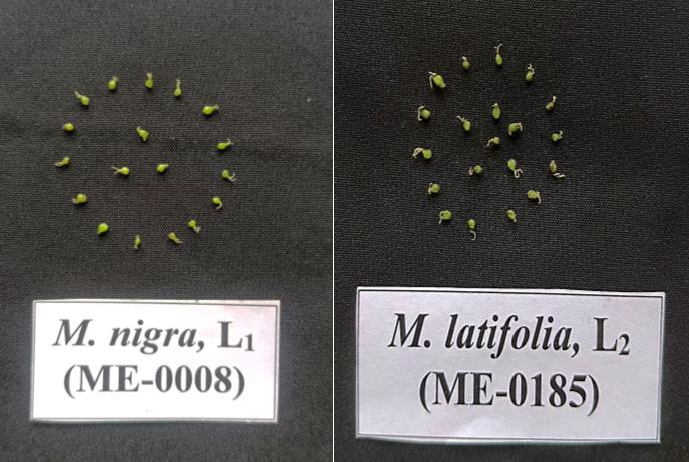 M. nigra, L₁
(ME-0008)
M. latifolia, L₂
(ME-0185)